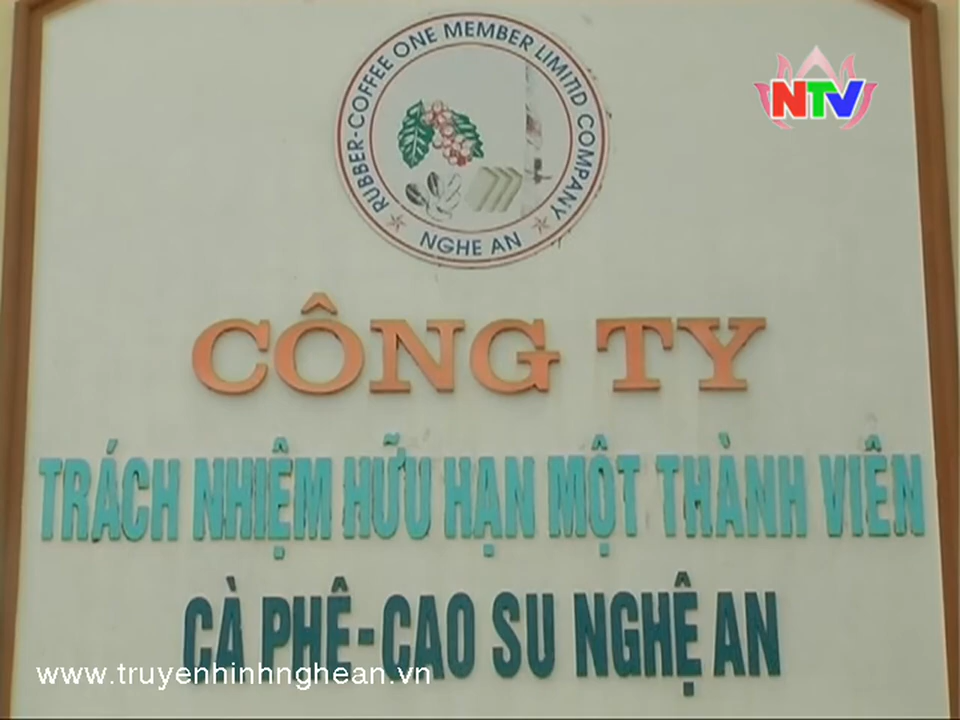 RUBBER-COFFEE ONE MEMBER LIMITID COMPANY
NGHE AN
NTV
CÔNG TY
TRÁCH NHIỆM HỮU HẠN MỘT THÀNH VIÊN
CÀ PHÊ-CAO SU NGHỆ AN
www.truyenhinhnghean.vn